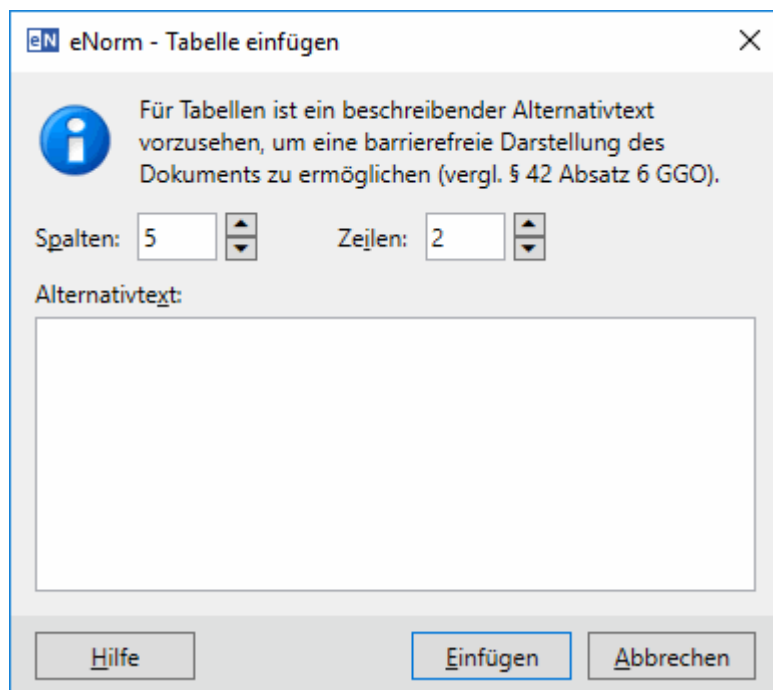 eN eNorm - Tabelle einfügen
Für Tabellen ist ein beschreibender Alternativtext
vorzusehen, um eine barrierefreie Darstellung des
Dokuments zu ermöglichen (vergl. § 42 Absatz 6 GGO).
Spalten: 5 Zeilen: 2
Alternativtext:
Hilfe Einfügen Abbrechen